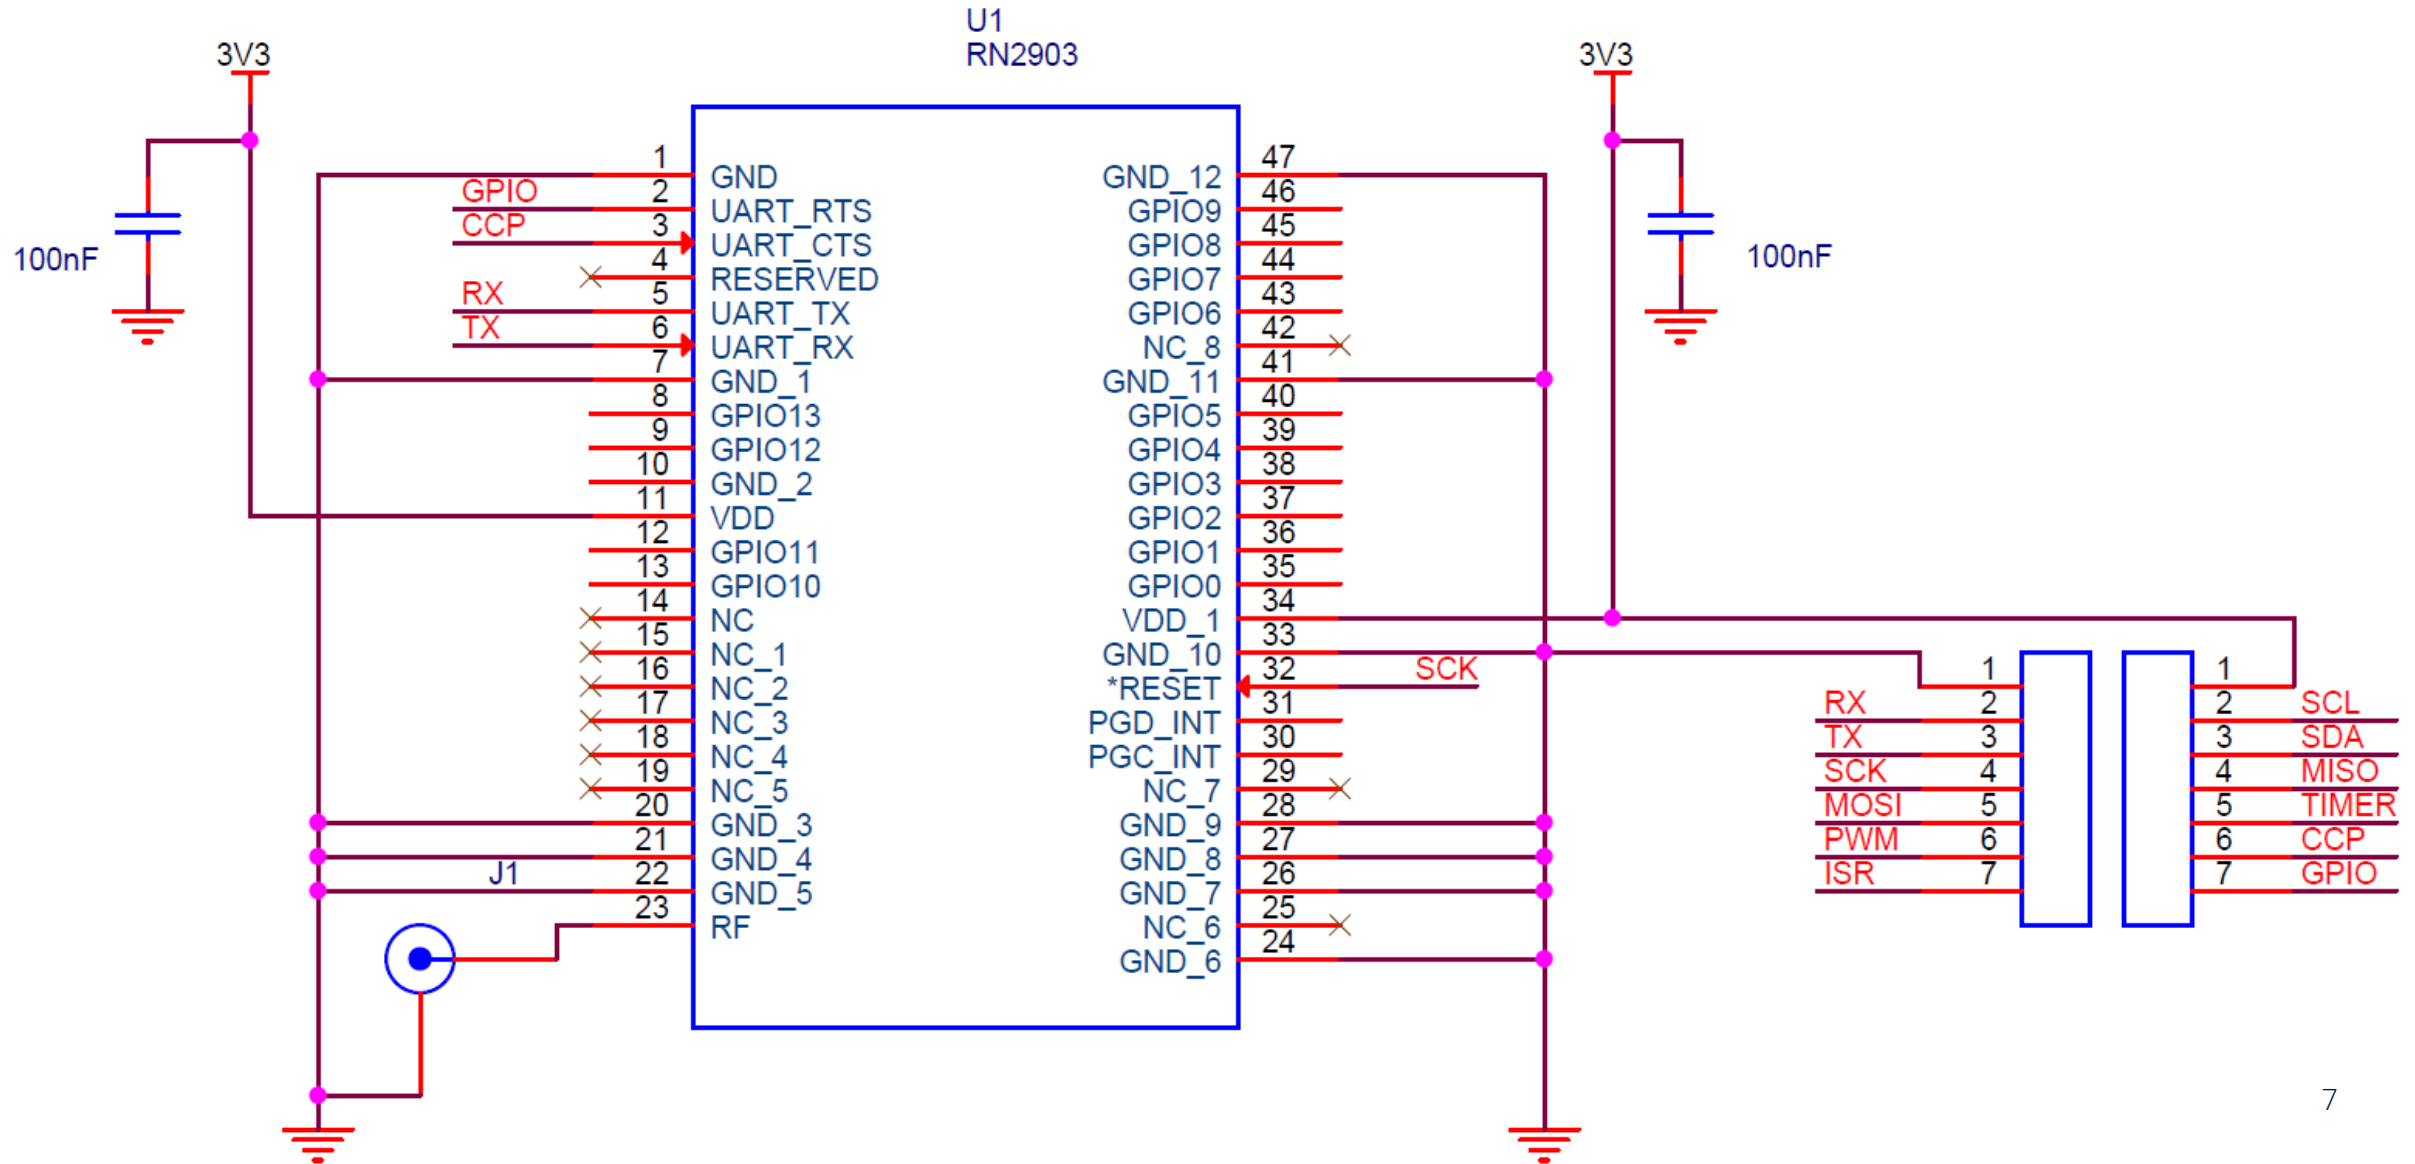 U1
RN2903
3V3
3V3
100nF
100nF
1 GND
GPIO 2 UART_RTS
CCP 3 UART_CTS
4 RESERVED
RX 5 UART_TX
TX 6 UART_RX
7 GND_1
8 GPIO13
9 GPIO12
10 GND_2
11 VDD
12 GPIO11
13 GPIO10
14 NC
15 NC_1
16 NC_2
17 NC_3
18 NC_4
19 NC_5
20 GND_3
21 GND_4
J1 22 GND_5
23 RF
GND_12 47
GPIO9 46
GPIO8 45
GPIO7 44
GPIO6 43
NC_8 42
GND_11 41
GPIO5 40
GPIO4 39
GPIO3 38
GPIO2 37
GPIO1 36
GPIO0 35
VDD_1 34
GND_10 33
*RESET 32 SCK
PGD_INT 31
PGC_INT 30
NC_7 29
GND_9 28
GND_8 27
GND_7 26
NC_6 25
GND_6 24
1
RX 2
TX 3
SCK 4
MOSI 5
PWM 6
ISR 7
1
2 SCL
3 SDA
4 MISO
5 TIMER
6 CCP
7 GPIO
7